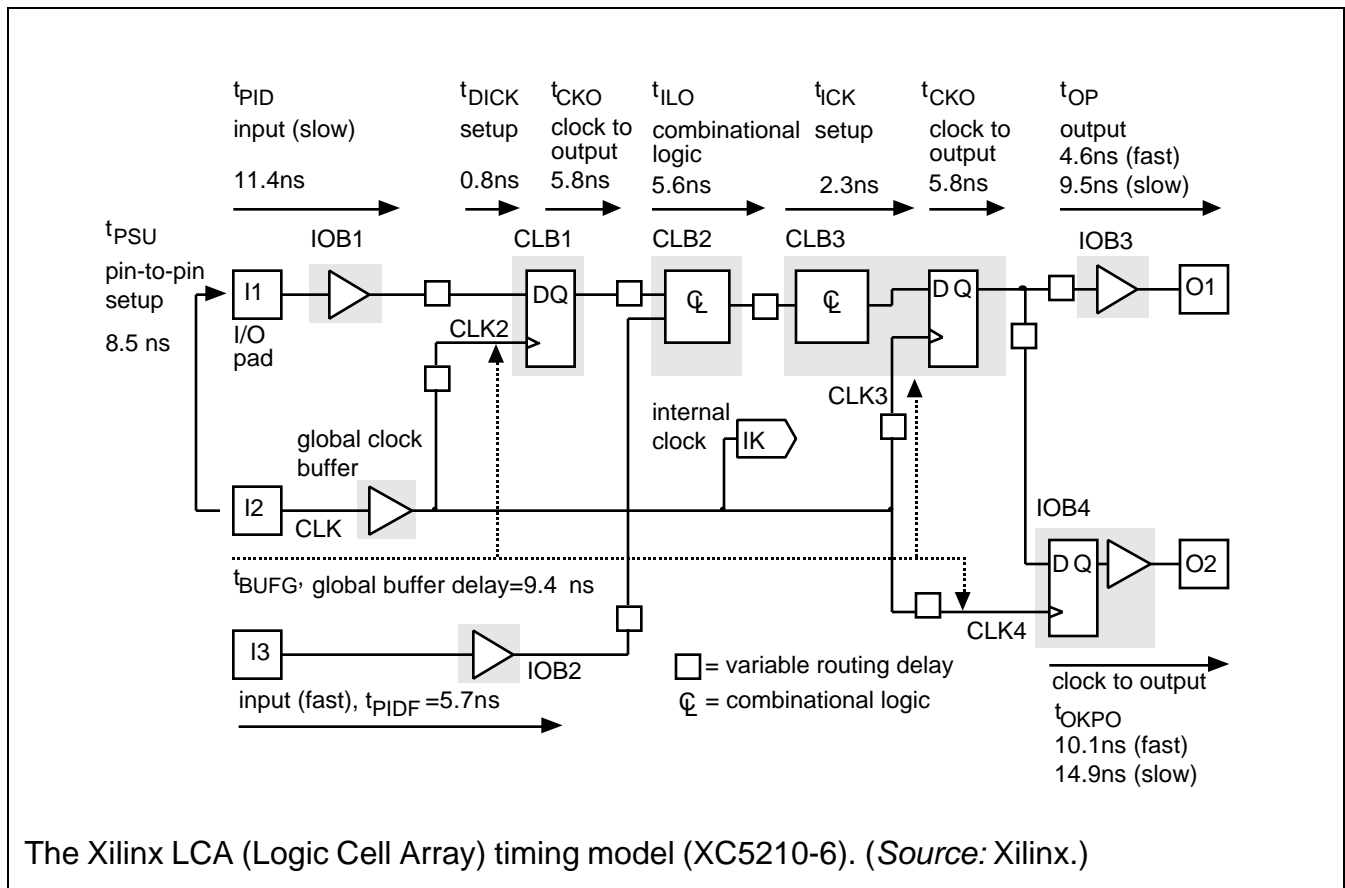 tPID
input (slow)
11.4ns
tDICK
setup
0.8ns
tCKO
clock to
output
5.8ns
tILO
combinational
logic
5.6ns
tICK
setup
2.3ns
tCKO
clock to
output
5.8ns
tOP
output
4.6ns (fast)
9.5ns (slow)
tPSU
pin-to-pin
setup
8.5 ns
IOB1
CLB1
CLB2
CLB3
IOB3
I1
I/O
pad
D Q
CL
CL
D Q
O1
CLK2
CLK3
internal
clock
IK
global clock
buffer
I2
CLK
IOB4
D Q
O2
tBUFG, global buffer delay=9.4 ns
CLK4
I3
IOB2
input (fast), tPIDF =5.7ns
= variable routing delay
CL = combinational logic
clock to output
tOKPO
10.1ns (fast)
14.9ns (slow)
The Xilinx LCA (Logic Cell Array) timing model (XC5210-6). (Source: Xilinx.)